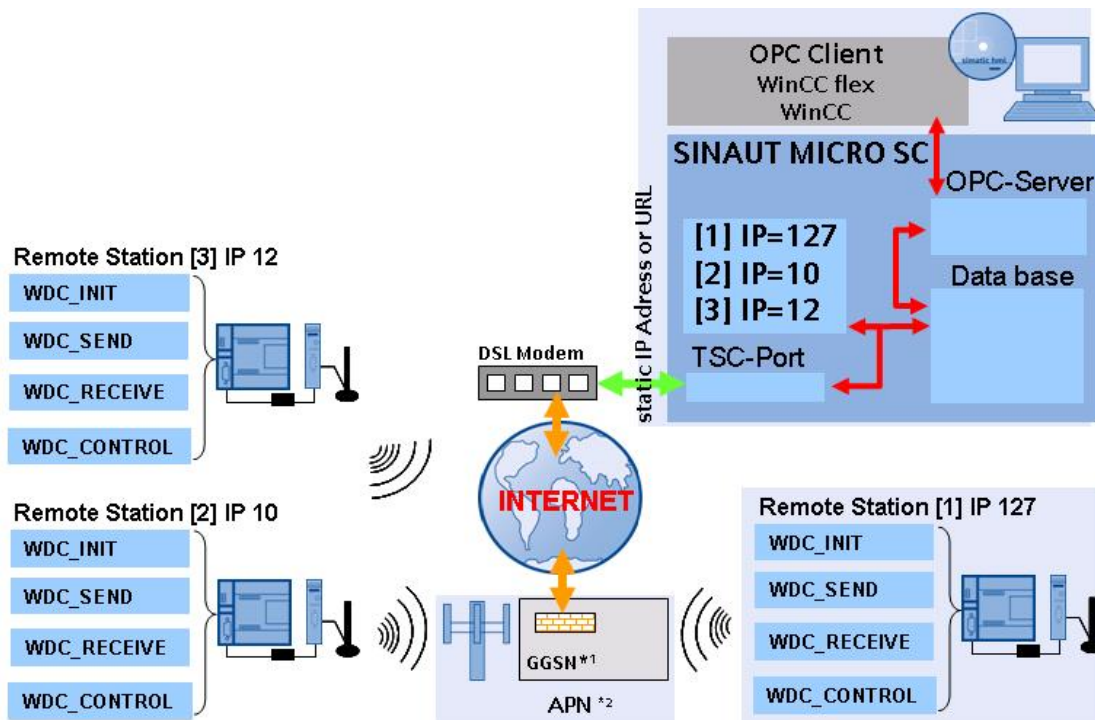 OPC Client
WinCC flex
WinCC
simatic hmi
SINAUT MICRO SC
OPC-Server
[1] IP=127
[2] IP=10
[3] IP=12
Data base
TSC-Port
static IP Adress or URL
Remote Station [3] IP 12
WDC_INIT
WDC_SEND
WDC_RECEIVE
WDC_CONTROL
DSL Modem
INTERNET
Remote Station [2] IP 10
WDC_INIT
WDC_SEND
WDC_RECEIVE
WDC_CONTROL
GGSN*1
APN *2
Remote Station [1] IP 127
WDC_INIT
WDC_SEND
WDC_RECEIVE
WDC_CONTROL